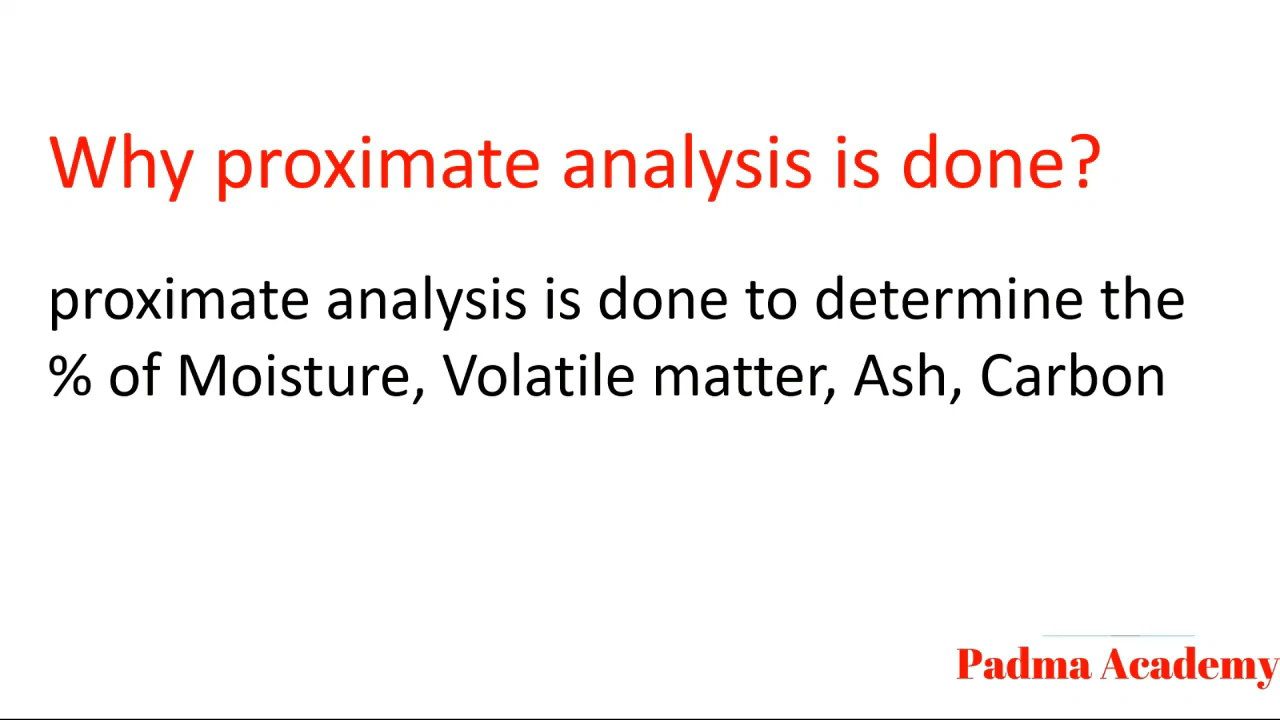 Why proximate analysis is done?
proximate analysis is done to determine the
% of Moisture, Volatile matter, Ash, Carbon
Padma Academy